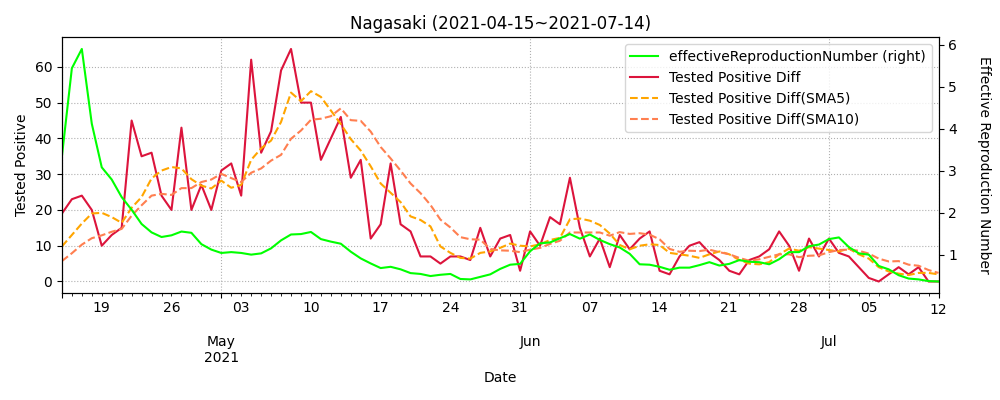 Nagasaki (2021-04-15~2021-07-14)
effectiveReproductionNumber (right)
Tested Positive Diff
Tested Positive Diff(SMA5)
Tested Positive Diff(SMA10)
Tested Positive
60
50
40
30
20
10
0
6
5
4
3
2
1
Effective Reproduction Number
19 26 03 10 17 24 31 07 14 21 28 05 12
May Jun Jul
2021
Date